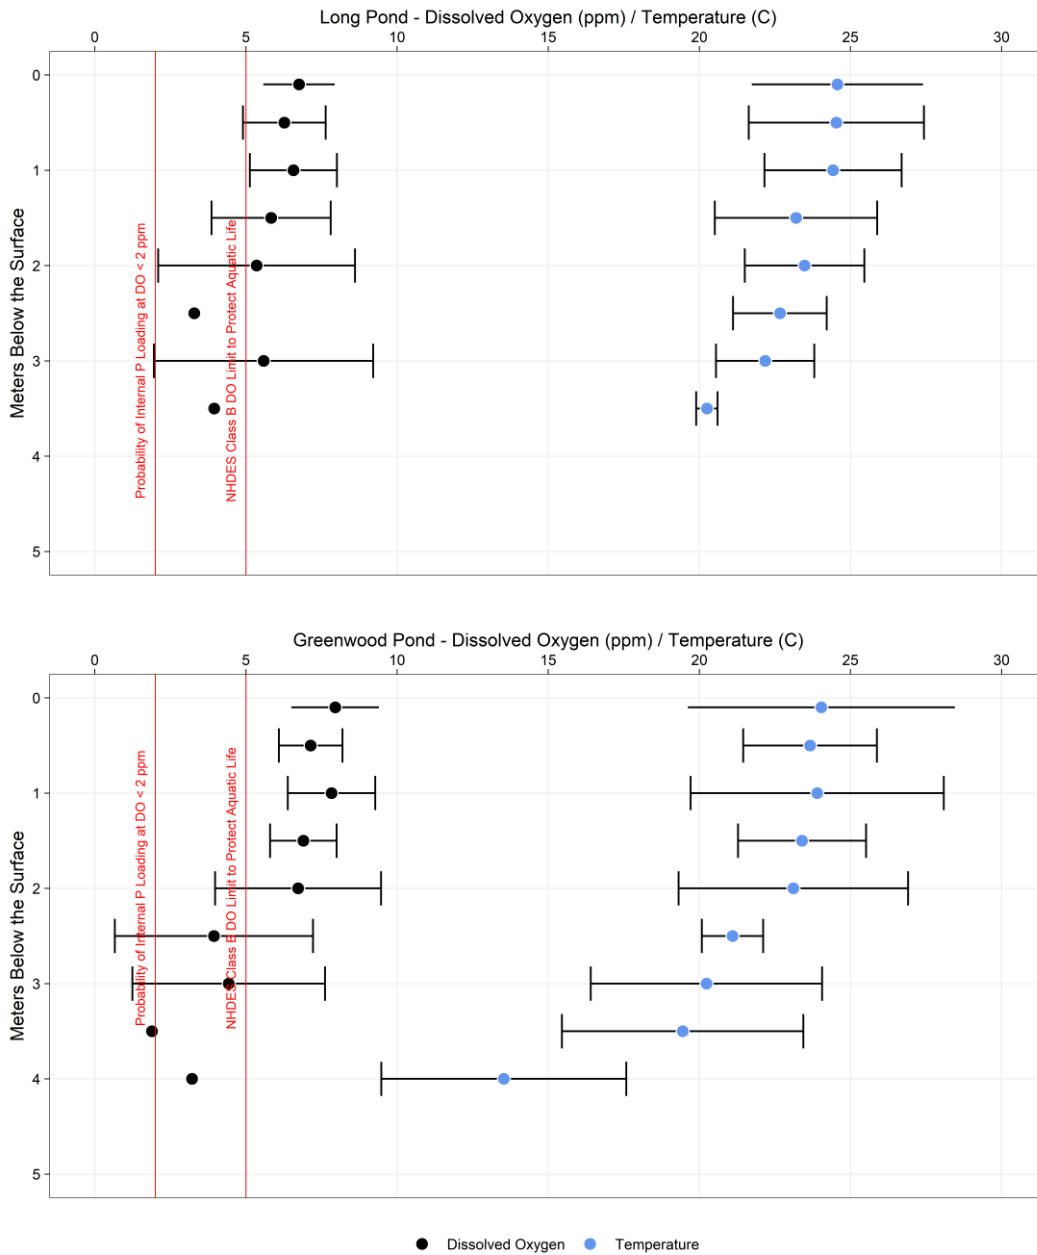 Long Pond - Dissolved Oxygen (ppm) / Temperature (C)
0 5 10 15 20 25 30
Meters Below the Surface
0
1
2
3
4
5
Probability of Internal P Loading at DO < 2 ppm
NHDES Class B DO Limit to Protect Aquatic Life
Greenwood Pond - Dissolved Oxygen (ppm) / Temperature (C)
0 5 10 15 20 25 30
Meters Below the Surface
0
1
2
3
4
5
Probability of Internal P Loading at DO < 2 ppm
NHDES Class B DO Limit to Protect Aquatic Life
Dissolved Oxygen Temperature